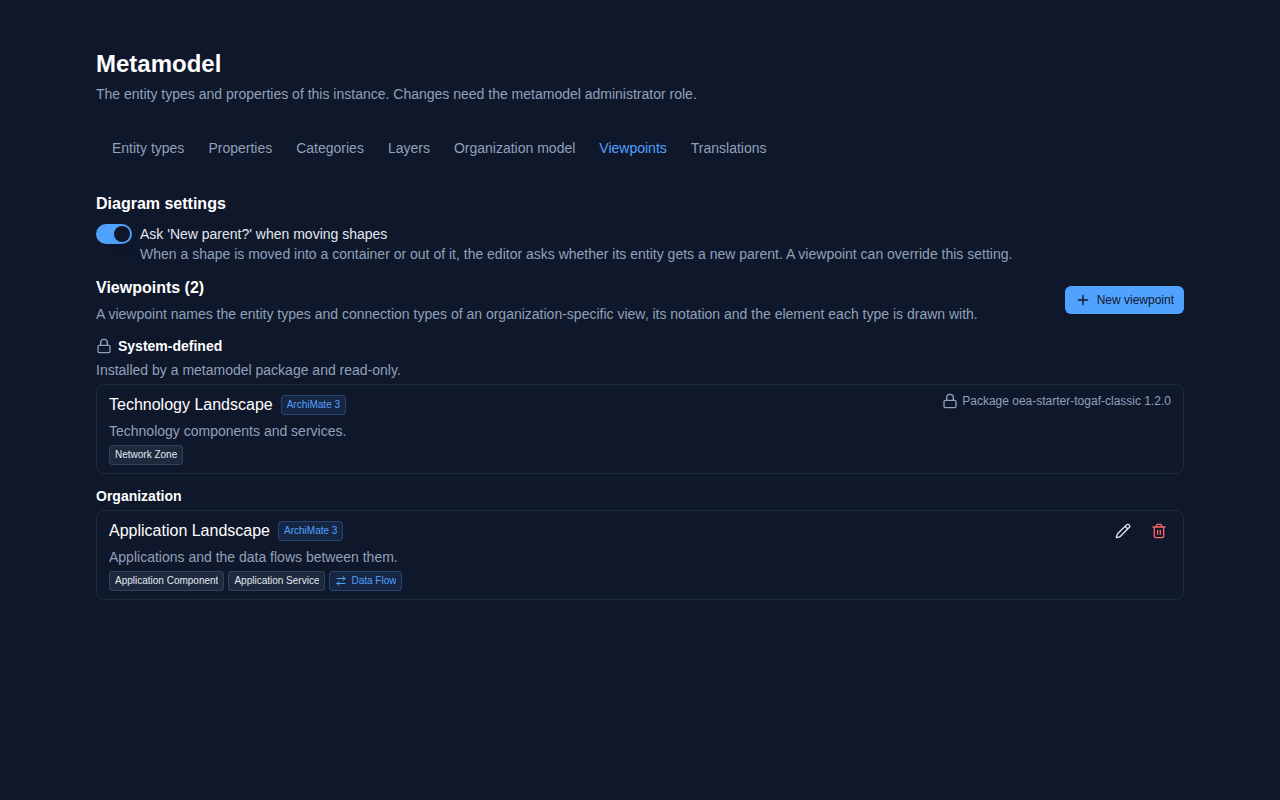 Metamodel
The entity types and properties of this instance. Changes need the metamodel administrator role.
Entity types Properties Categories Layers Organization model Viewpoints Translations
Diagram settings
Ask 'New parent?' when moving shapes
When a shape is moved into a container or out of it, the editor asks whether its entity gets a new parent. A viewpoint can override this setting.
Viewpoints (2)
New viewpoint
A viewpoint names the entity types and connection types of an organization-specific view, its notation and the element each type is drawn with.
System-defined
Installed by a metamodel package and read-only.
Technology Landscape ArchiMate 3 Package oea-starter-togaf-classic 1.2.0
Technology components and services.
Network Zone
Organization
Application Landscape ArchiMate 3
Applications and the data flows between them.
Application Component Application Service Data Flow